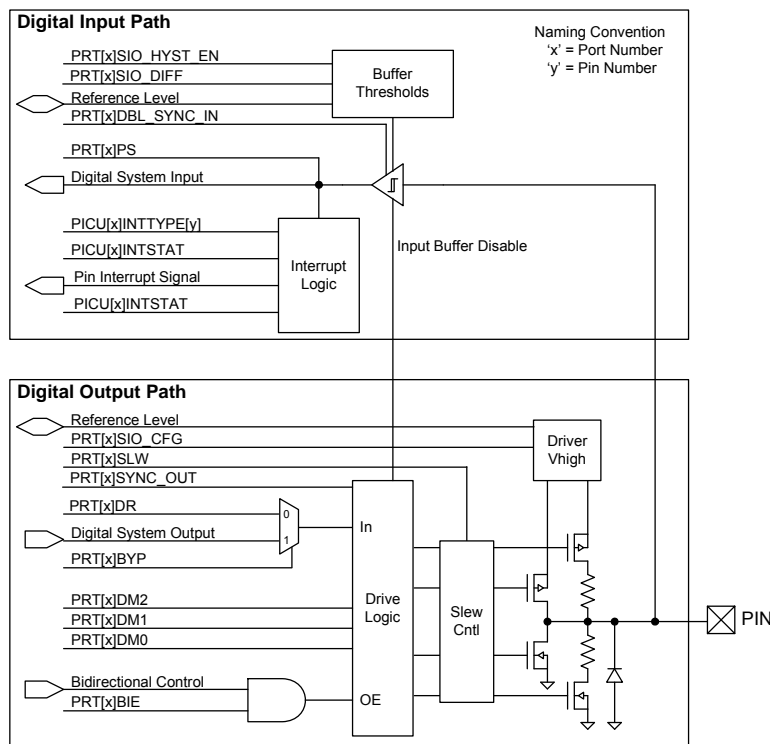 Digital Input Path
Naming Convention
‘x’ = Port Number
‘y’ = Pin Number
PRT[x]SIO_HYST_EN
PRT[x]SIO_DIFF
Reference Level
PRT[x]DBL_SYNC_IN
Buffer
Thresholds
PRT[x]PS
Digital System Input
PICU[x]INTTYPE[y]
PICU[x]INTSTAT
Pin Interrupt Signal
PICU[x]INTSTAT
Interrupt
Logic
Input Buffer Disable
Digital Output Path
Reference Level
PRT[x]SIO_CFG
PRT[x]SLW
PRT[x]SYNC_OUT
Driver
Vhigh
PRT[x]DR
Digital System Output
PRT[x]BYP
0
1
In
Drive
Logic
OE
Slew
Cntl
PIN
PRT[x]DM2
PRT[x]DM1
PRT[x]DM0
Bidirectional Control
PRT[x]BIE